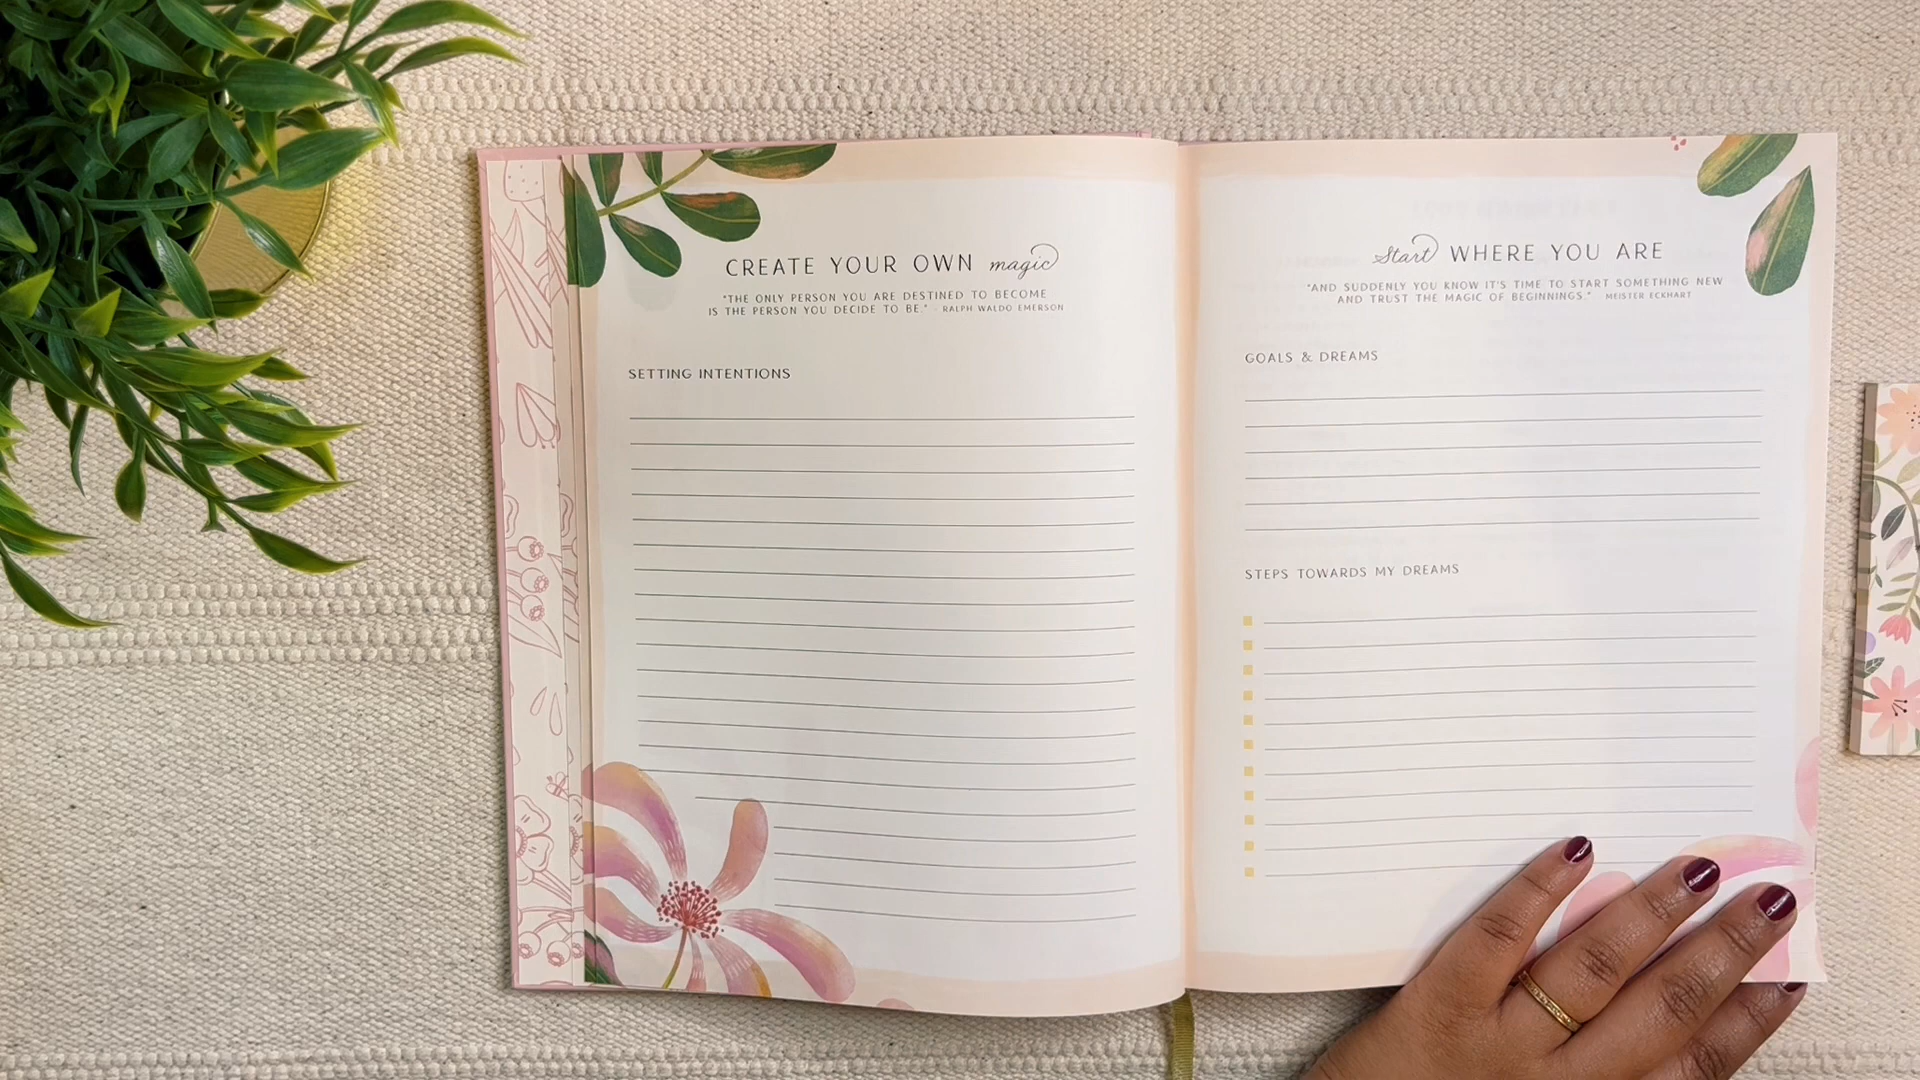 CREATE YOUR OWN magic
"THE ONLY PERSON YOU ARE DESTINED TO BECOME
IS THE PERSON YOU DECIDE TO BE." - RALPH WALDO EMERSON
SETTING INTENTIONS
Start WHERE YOU ARE
"AND SUDDENLY YOU KNOW IT'S TIME TO START SOMETHING NEW
AND TRUST THE MAGIC OF BEGINNINGS." MEISTER ECKHART
GOALS & DREAMS
STEPS TOWARDS MY DREAMS